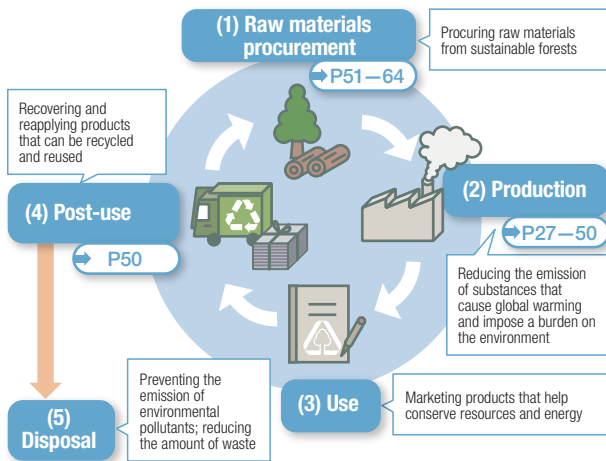 (1) Raw materials
procurement
P51—64
Procuring raw materials
from sustainable forests
(2) Production
P27—50
Reducing the emission
of substances that
cause global warming
and impose a burden on
the environment
(3) Use
Marketing products that help
conserve resources and energy
Recovering and
reapplying products
that can be recycled
and reused
(4) Post-use
P50
(5)
Disposal
Preventing the
emission of
environmental
pollutants; reducing
the amount of waste